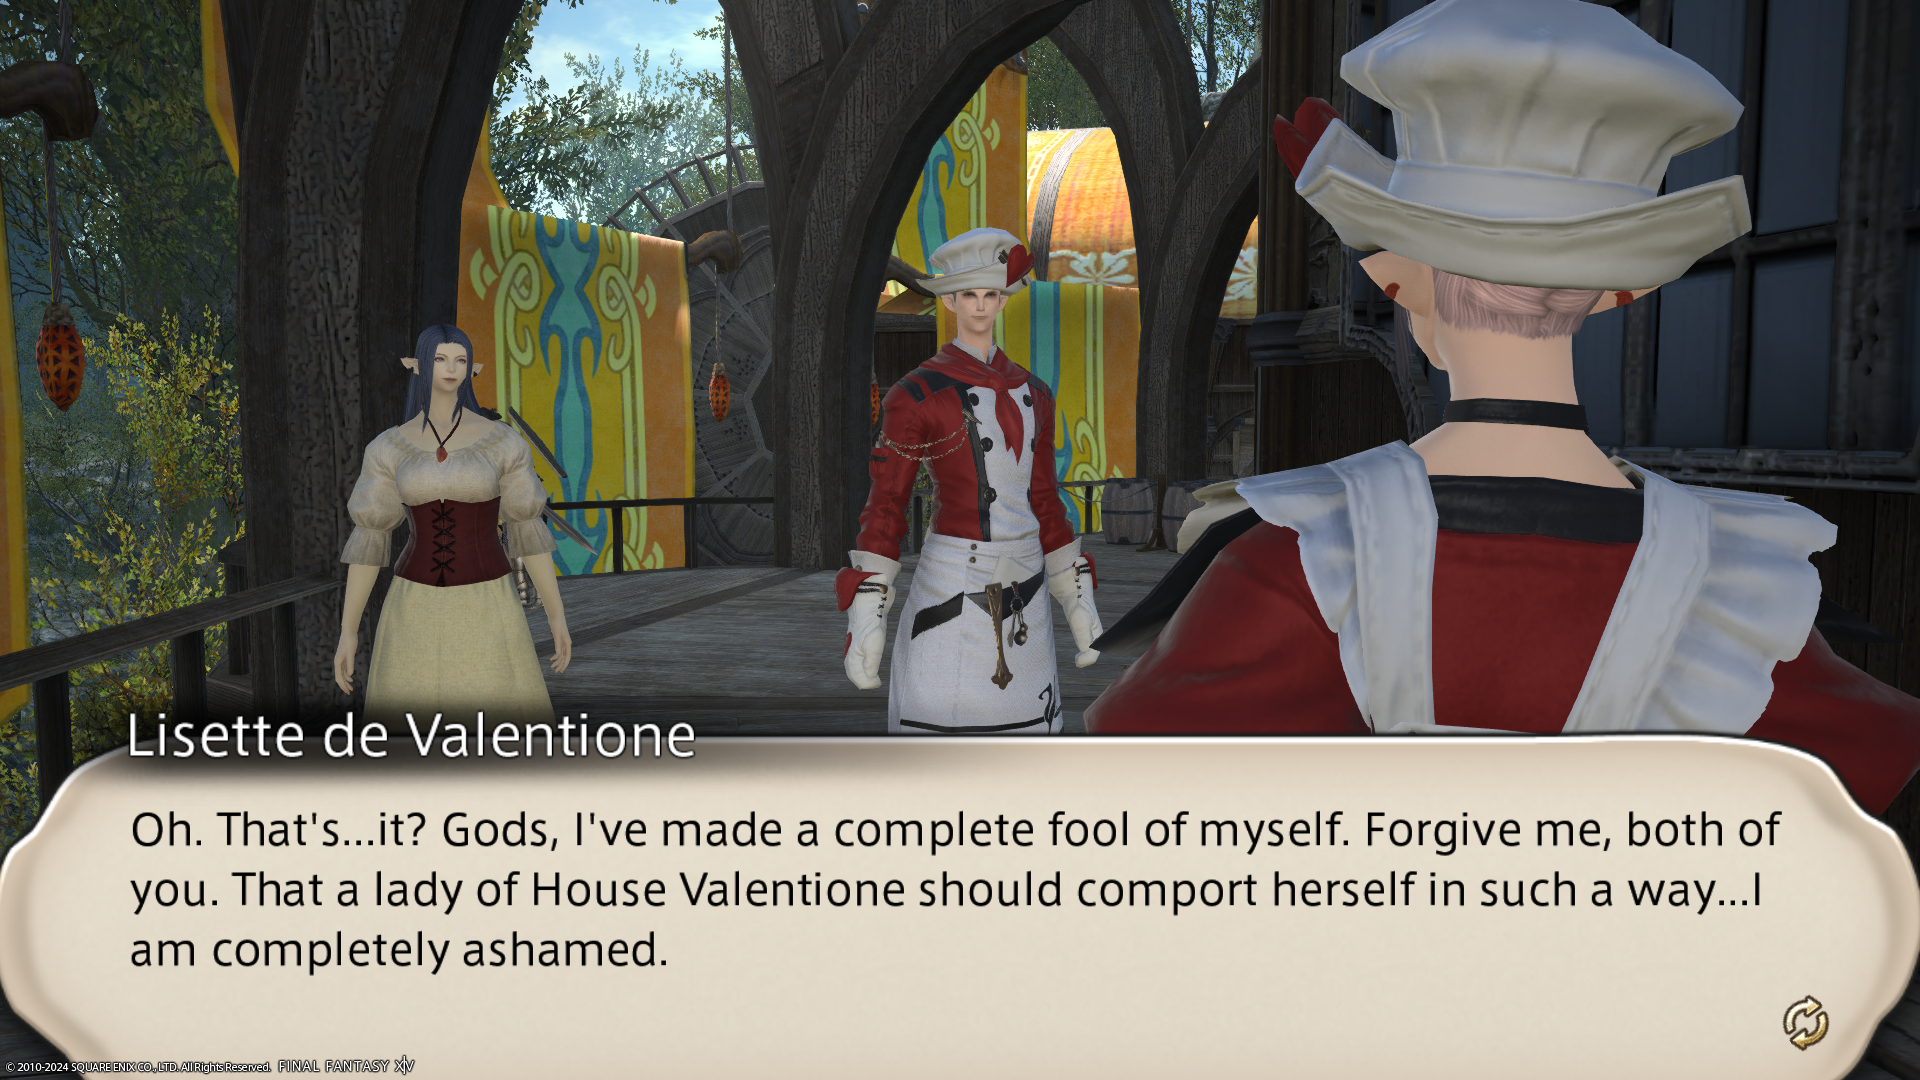 Lisette de Valentione
Oh. That's...it? Gods, I've made a complete fool of myself. Forgive me, both of
you. That a lady of House Valentione should comport herself in such a way...I
am completely ashamed.
© 2010-2024 SQUARE ENIX CO., LTD. All Rights Reserved. FINAL FANTASY XIV